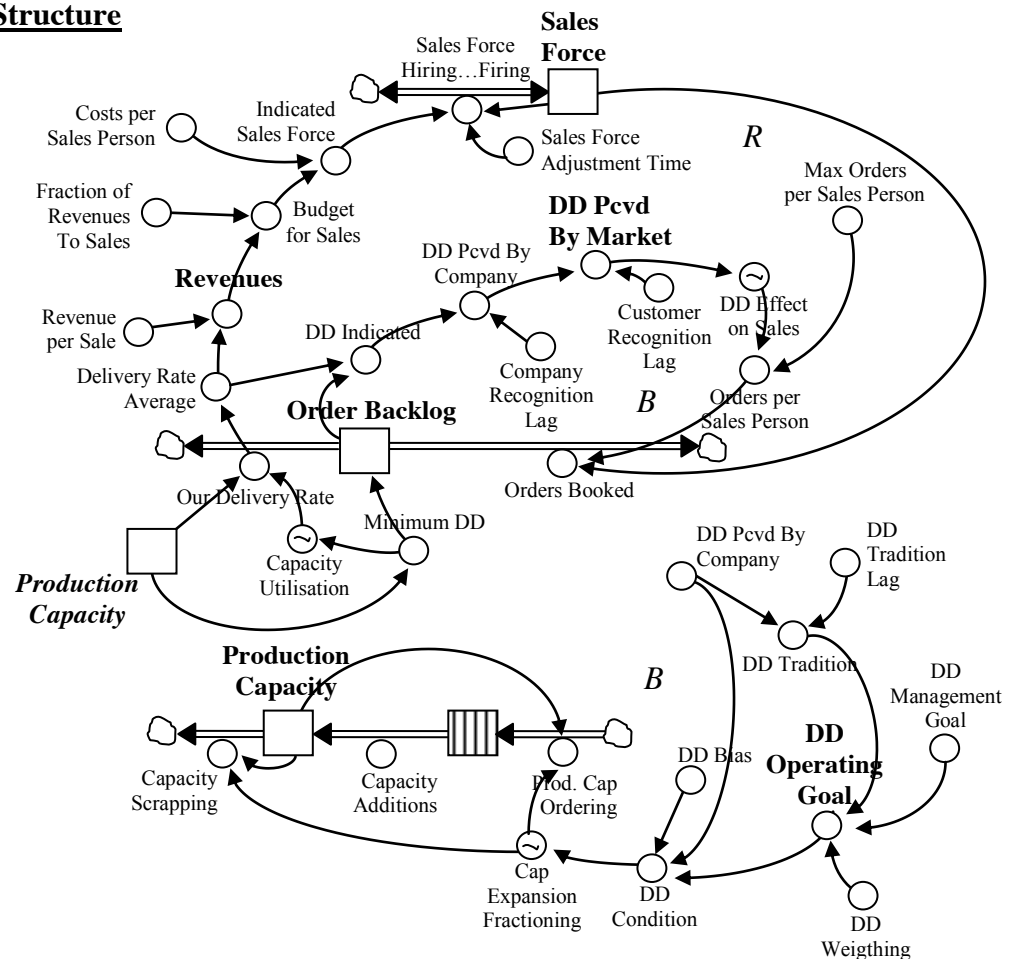 Structure
Sales
Force
Sales Force
Hiring…Firing
Costs per
Sales Person
Indicated
Sales Force
Sales Force
Adjustment Time
R
Max Orders
per Sales Person
Fraction of
Revenues
To Sales
Budget
for Sales
DD Pcvd
By Market
DD Pcvd By
Company
Revenues
Revenue
per Sale
DD Indicated
Customer
Recognition
Lag
DD Effect
on Sales
Company
Recognition
Lag
Delivery Rate
Average
Order Backlog
B
Orders per
Sales Person
Our Delivery Rate
Orders Booked
Minimum DD
Capacity
Utilisation
Production
Capacity
DD Pcvd By
Company
DD
Tradition
Lag
DD Tradition
Production
Capacity
B
DD
Management
Goal
DD
Operating
Goal
DD Bias
Capacity
Scrapping
Capacity
Additions
Prod. Cap
Ordering
Cap
Expansion
Fractioning
DD
Condition
DD
Weigthing